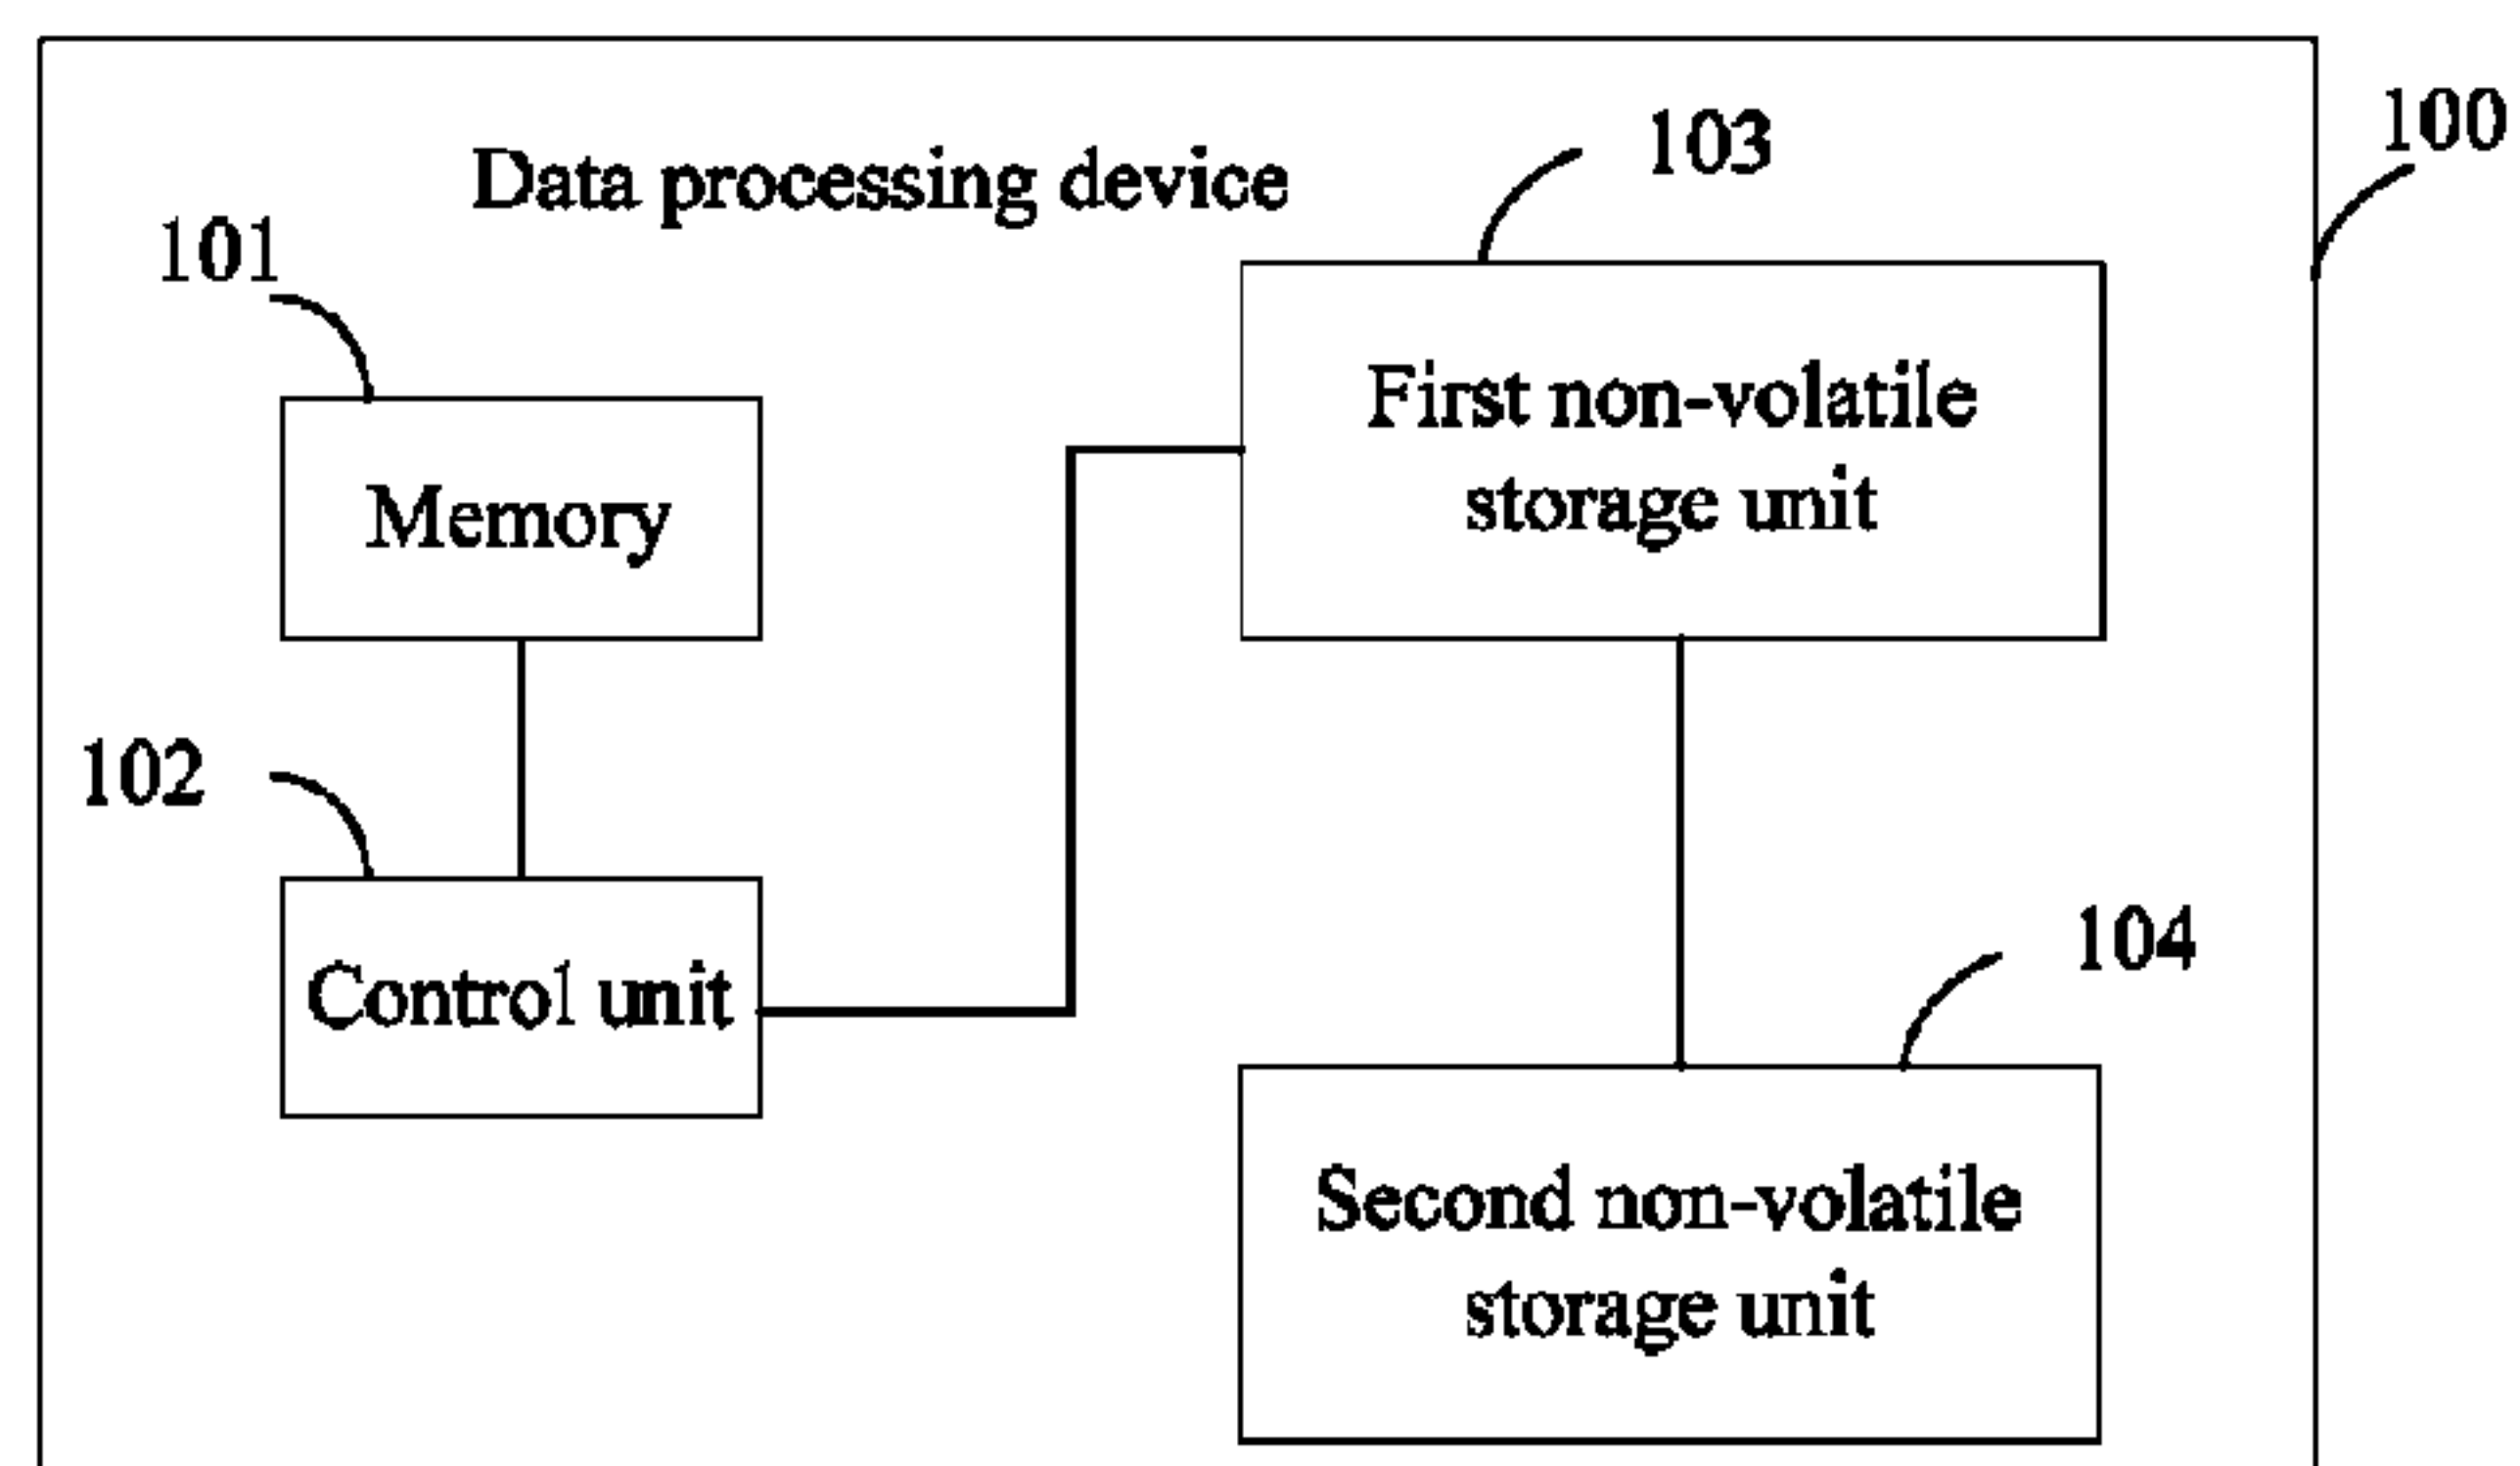 100
103
Data processing device
101
First non-volatile
storage unit
Memory
102
104
Control unit
Second non-volatile
storage unit